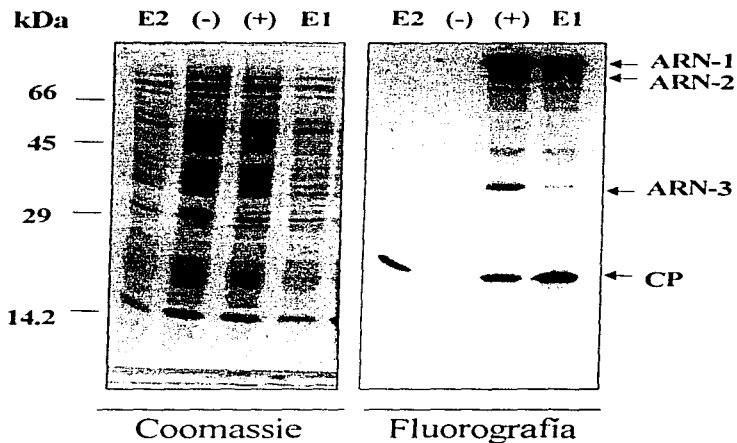 kDa E2 (-) (+) E1 E2 (-) (+) E1
ARN-1
ARN-2
66
45
ARN-3
29
CP
14.2
Coomassie Fluorografía